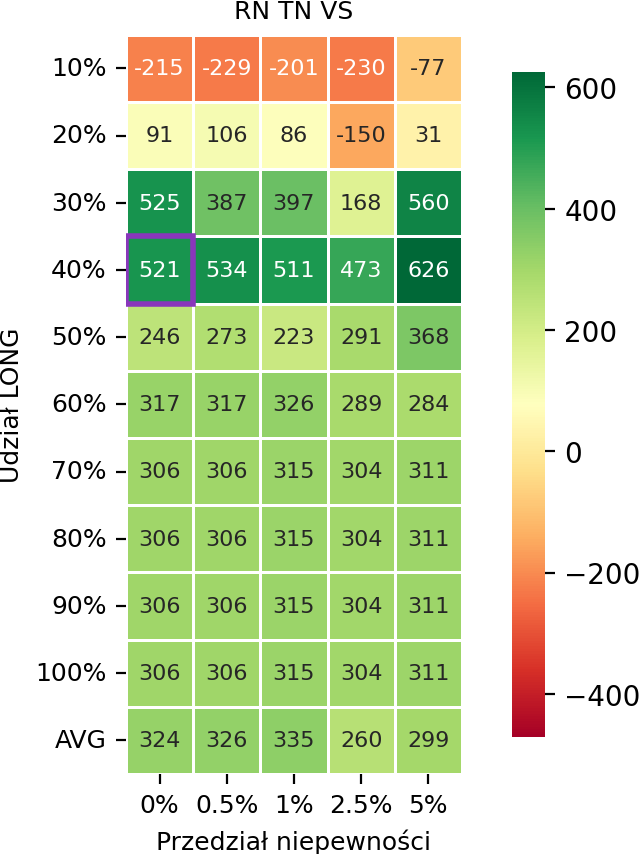 RN TN VS
10% -215 -229 -201 -230 -77
20% 91 106 86 -150 31
30% 525 387 397 168 560
40% 521 534 511 473 626
50% 246 273 223 291 368
60% 317 317 326 289 284
70% 306 306 315 304 311
80% 306 306 315 304 311
90% 306 306 315 304 311
100% 306 306 315 304 311
AVG 324 326 335 260 299
0% 0.5% 1% 2.5% 5%
Przedział niepewności
Udział LONG
600
400
200
0
−200
−400